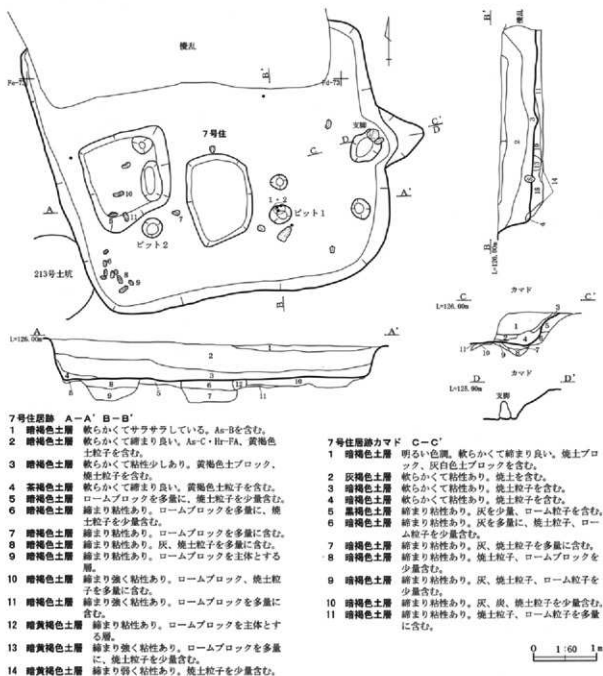 攪乱
B'
Fd-73
7号住
支脚
C
D
C'
D
A
A'
10
11
7
1・2
ピット1
ピット2
213号土坑
6
8
9
B
B'
攪乱
L=126.00m
B
C
カマド
C'
L=126.00m
D
カマド
D'
L=125.00m
支脚
A
A'
L=126.00m
7号住居跡 A-A' B-B'
1 暗褐色土層 軟らかくてサラサラしている。As-Bを含む。
2 暗褐色土層 軟らかくて締まり良い。As-C・Hr-FA、黄褐色
土粒子を含む。
3 暗褐色土層 軟らかくて粘性少しあり。黄褐色土ブロック、
焼土粒子を含む。
4 茶褐色土層 軟らかくて締まり良い。黄褐色土粒子を含む。
5 暗褐色土層 ロームブロックを多量に、焼土粒子を少量含む。
6 暗褐色土層 締まり粘性あり。ロームブロックを多量に、焼
土粒子を少量含む。
7 暗褐色土層 締まり粘性あり。ロームブロックを多量に含む。
8 暗褐色土層 締まり粘性あり。灰、焼土粒子を多量に含む。
9 暗褐色土層 締まり粘性あり。ロームブロックを主体とする
層。
10 暗褐色土層 締まり強く粘性あり。ロームブロック、焼土粒
子を多量に含む。
11 暗褐色土層 締まり強く粘性あり。ロームブロックを多量に
含む。
12 暗黄褐色土層 締まり粘性あり。ロームブロックを主体とす
る層。
13 暗黄褐色土層 締まり強く粘性あり。ロームブロックを多量
に、焼土粒子を少量含む。
14 暗黄褐色土層 締まり弱く粘性あり。焼土粒子を少量含む。
7号住居跡カマド C-C'
1 暗褐色土層 明るい色調。軟らかくて締まり良い。焼土ブロ
ック、灰白色土ブロックを含む。
2 灰褐色土層 軟らかくて粘性あり。焼土を含む。
3 暗褐色土層 軟らかくて粘性あり。焼土粒子を含む。
4 暗褐色土層 軟らかくて粘性あり。焼土粒子を含む。
5 黒褐色土層 締まり粘性あり。灰を少量、ローム粒子を含む。
6 暗褐色土層 締まり粘性あり。灰を多量に、焼土粒子、ロー
ム粒子を少量含む。
7 暗褐色土層 締まり粘性あり。灰、焼土粒子を多量に含む。
8 暗褐色土層 締まり粘性あり。焼土粒子、ロームブロックを
少量含む。
9 暗褐色土層 締まり粘性あり。灰、焼土粒子、ローム粒子を
少量含む。
10 暗褐色土層 締まり粘性あり。灰、炭、焼土粒子を少量含む。
11 暗褐色土層 締まり粘性あり。焼土粒子、ローム粒子を多量
に含む。
0 1:60 1m